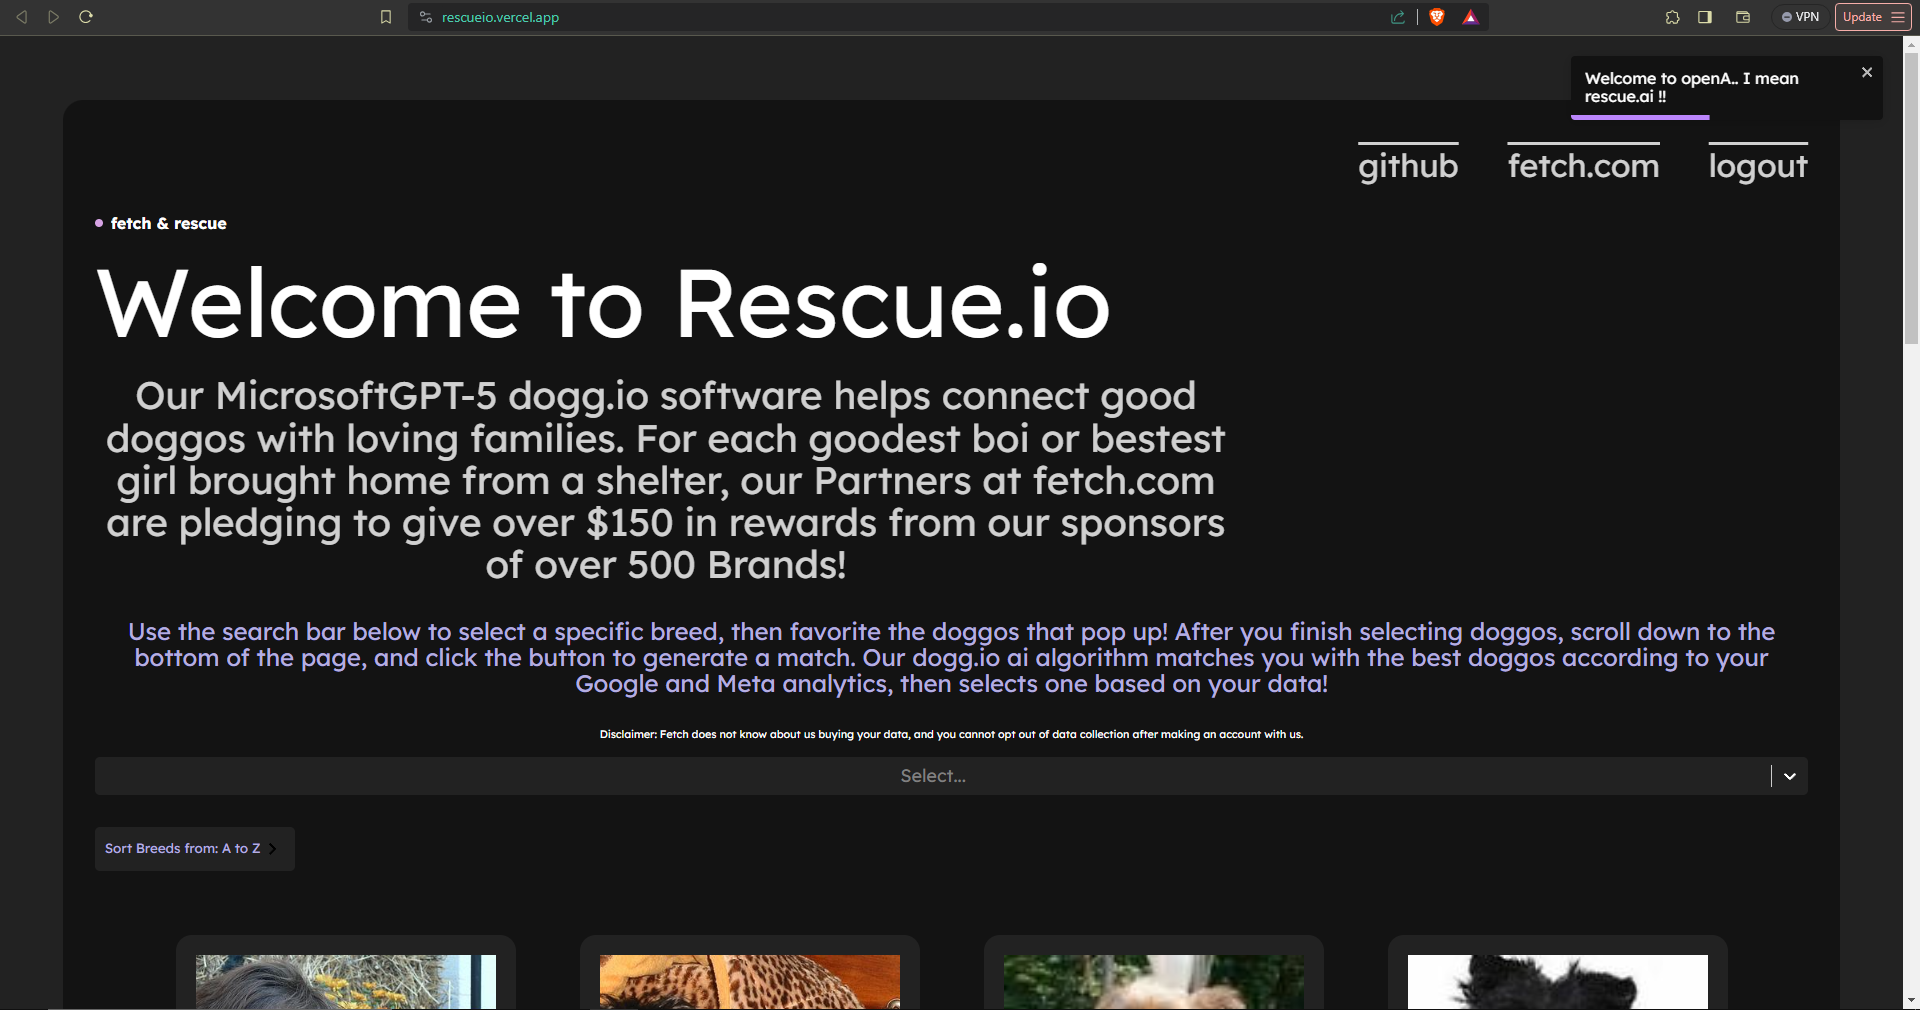 rescueio.vercel.app
VPN
Update
Welcome to openA.. I mean
rescue.ai !!
github fetch.com logout
fetch & rescue
Welcome to Rescue.io
Our MicrosoftGPT-5 dogg.io software helps connect good
doggos with loving families. For each goodest boi or bestest
girl brought home from a shelter, our Partners at fetch.com
are pledging to give over $150 in rewards from our sponsors
of over 500 Brands!
Use the search bar below to select a specific breed, then favorite the doggos that pop up! After you finish selecting doggos, scroll down to the
bottom of the page, and click the button to generate a match. Our dogg.io ai algorithm matches you with the best doggos according to your
Google and Meta analytics, then selects one based on your data!
Disclaimer: Fetch does not know about us buying your data, and you cannot opt out of data collection after making an account with us.
Select...
Sort Breeds from: A to Z